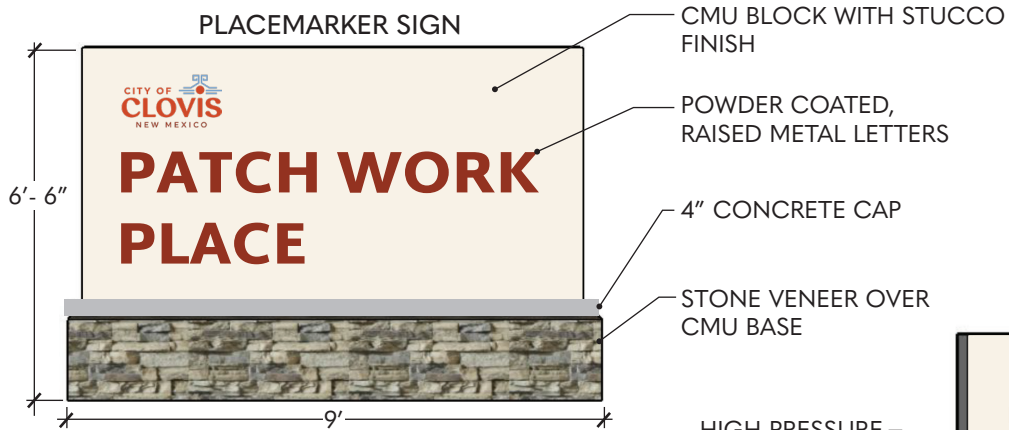 PLACEMARKER SIGN
CMU BLOCK WITH STUCCO
FINISH
CITY OF
CLOVIS
NEW MEXICO
POWDER COATED,
RAISED METAL LETTERS
PATCH WORK
PLACE
6'- 6"
4" CONCRETE CAP
STONE VENEER OVER
CMU BASE
9'
HIGH PRESSURE